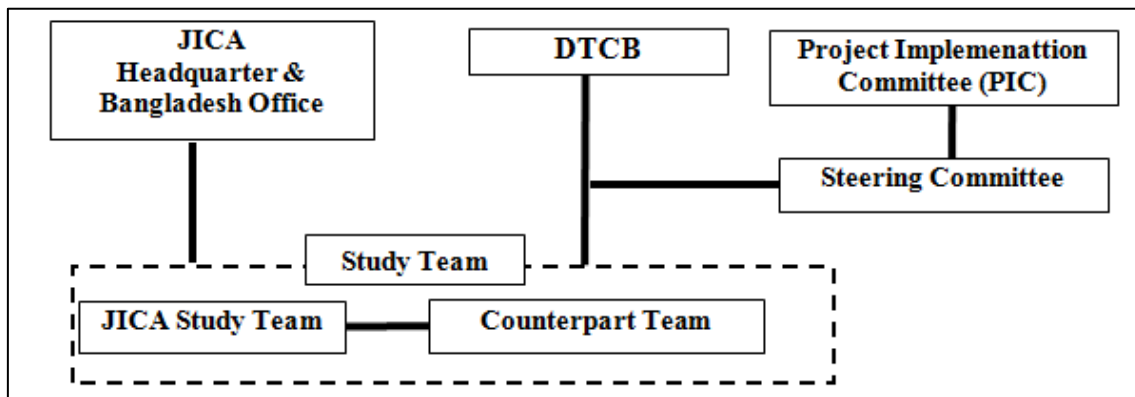 JICA
Headquarter &
Bangladesh Office
DTCB
Project Implemenattion
Committee (PIC)
Steering Committee
Study Team
JICA Study Team
Counterpart Team